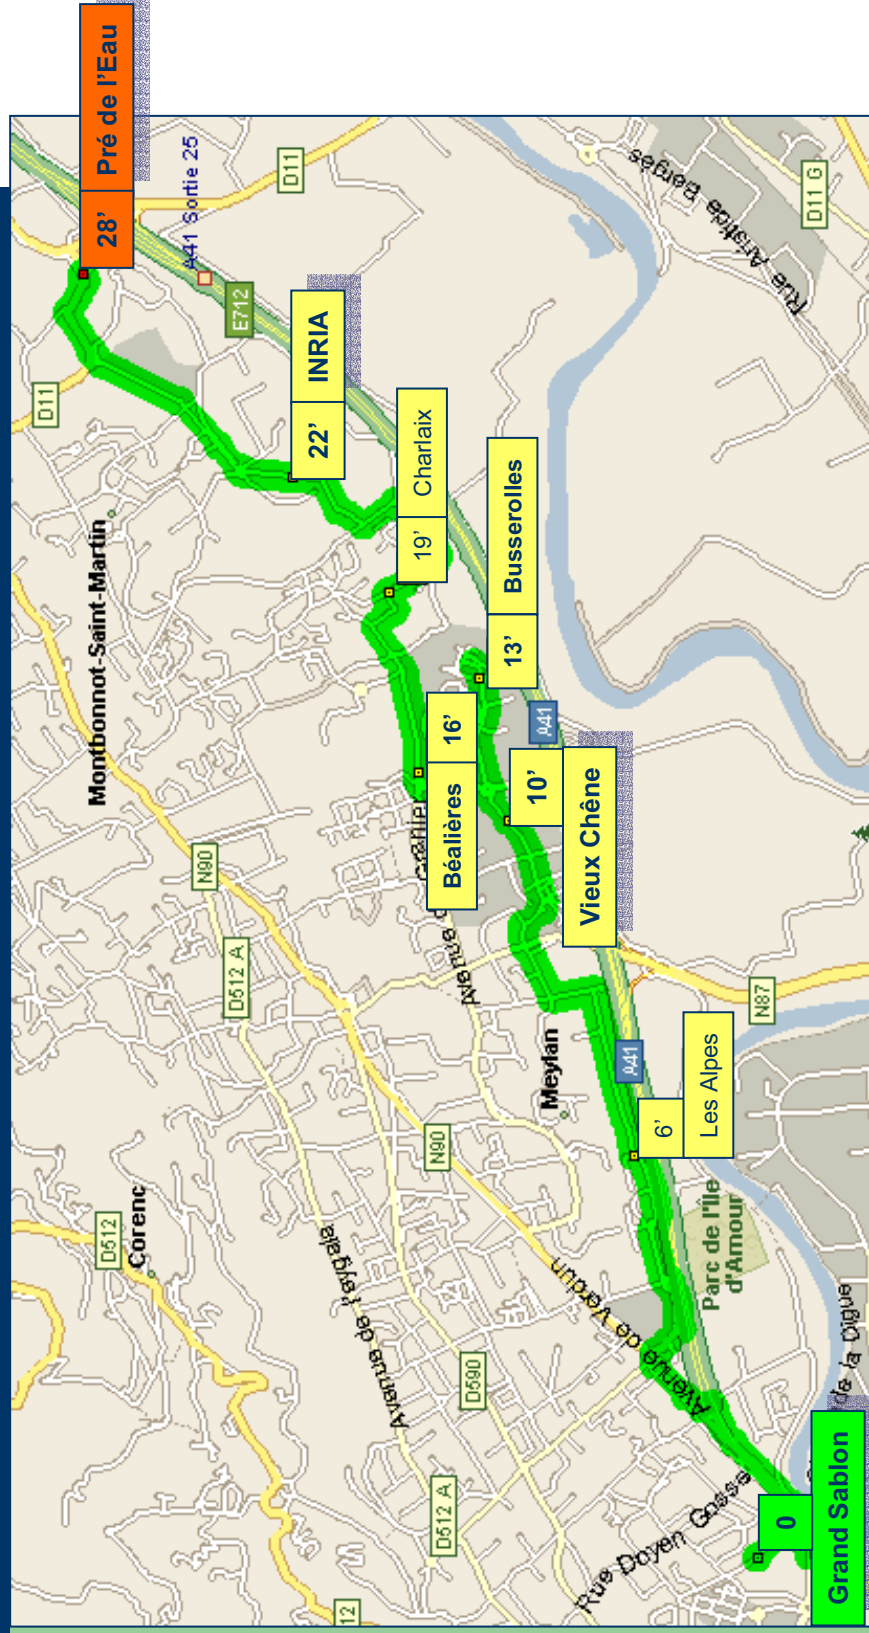 28’ Pré de l’Eau
A41 Sortie 25
D11
D11
E712
D11 G
Rue Aristide Bergès
22’ INRIA
19’ Charlaix
Montbonnot-Saint-Martin
13’ Busserolles
Béalières 16’
A41
10’
Vieux Chêne
N90
D512 A
Avenue
N87
A41
Meylan
6’
Les Alpes
N90
D512
Corenc
Parc de l'Ile
d'Amour
Avenue de Verdun
Avenue de l'eygala
D590
D512 A
Rue Doyen Gosse
de la Digue
12
0
Grand Sablon